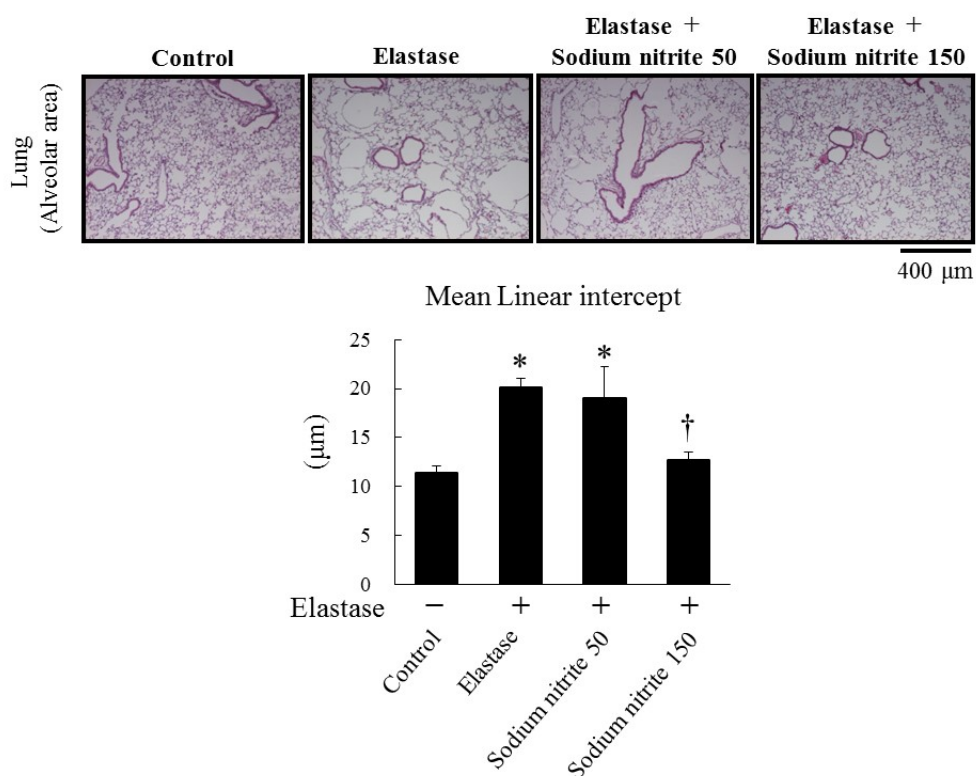 Control
Elastase
Elastase +
Sodium nitrite 50
Elastase +
Sodium nitrite 150
Lung
(Alveolar area)
400 μm
Mean Linear intercept
(μm)
25
20
15
10
5
0
*
*
†
Elastase − + + +
Control
Elastase
Sodium nitrite 50
Sodium nitrite 150